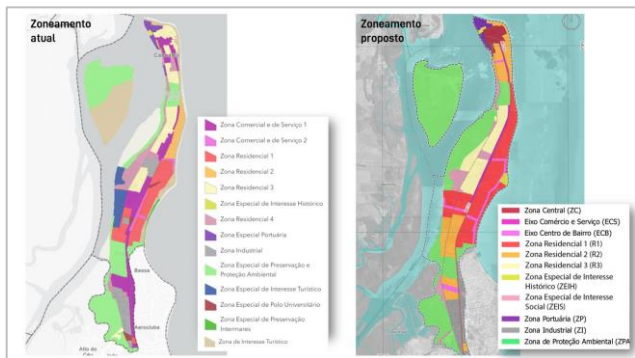 Zoneamento
atual
Zona Comercial e de Serviço 1
Zona Comercial e de Serviço 2
Zona Residencial 1
Zona Residencial 2
Zona Residencial 3
Zona Especial de Interesse Histórico
Zona Residencial 4
Zona Especial Portuária
Zona Industrial
Zona Especial de Preservação e
Proteção Ambiental
Zona Especial de Interesse Turístico
Zona Especial de Polo Universitário
Zona Especial de Preservação
Intermares
Zona de Interesse Turístico
Bessa
Aeroclube
Zoneamento
proposto
Zona Central (ZC)
Eixo Comércio e Serviço (ECS)
Eixo Centro de Bairro (ECB)
Zona Residencial 1 (R1)
Zona Residencial 2 (R2)
Zona Residencial 3 (R3)
Zona Especial de Interesse
Histórico (ZEIH)
Zona Especial de Interesse
Social (ZEIS)
Zona Portuária (ZP)
Zona Industrial (ZI)
Zona de Proteção Ambiental (ZPA)